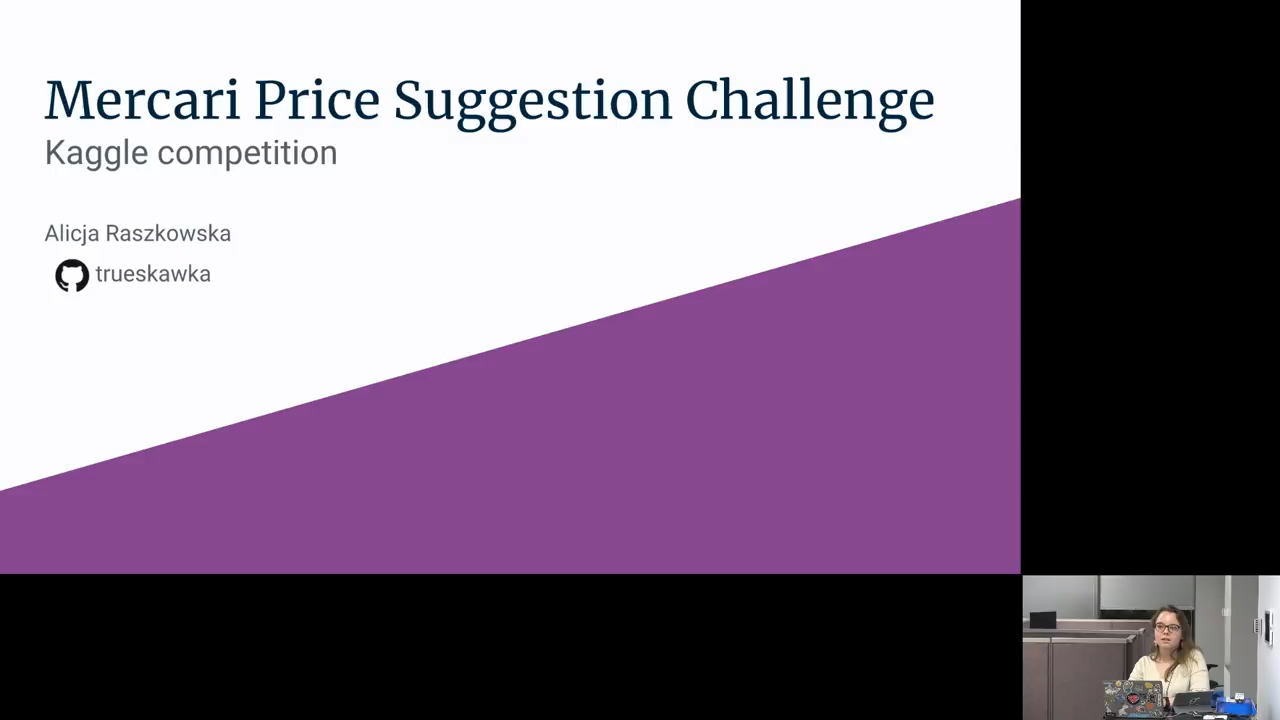 Mercari Price Suggestion Challenge
Kaggle competition
Alicja Raszkowska
trueskawka